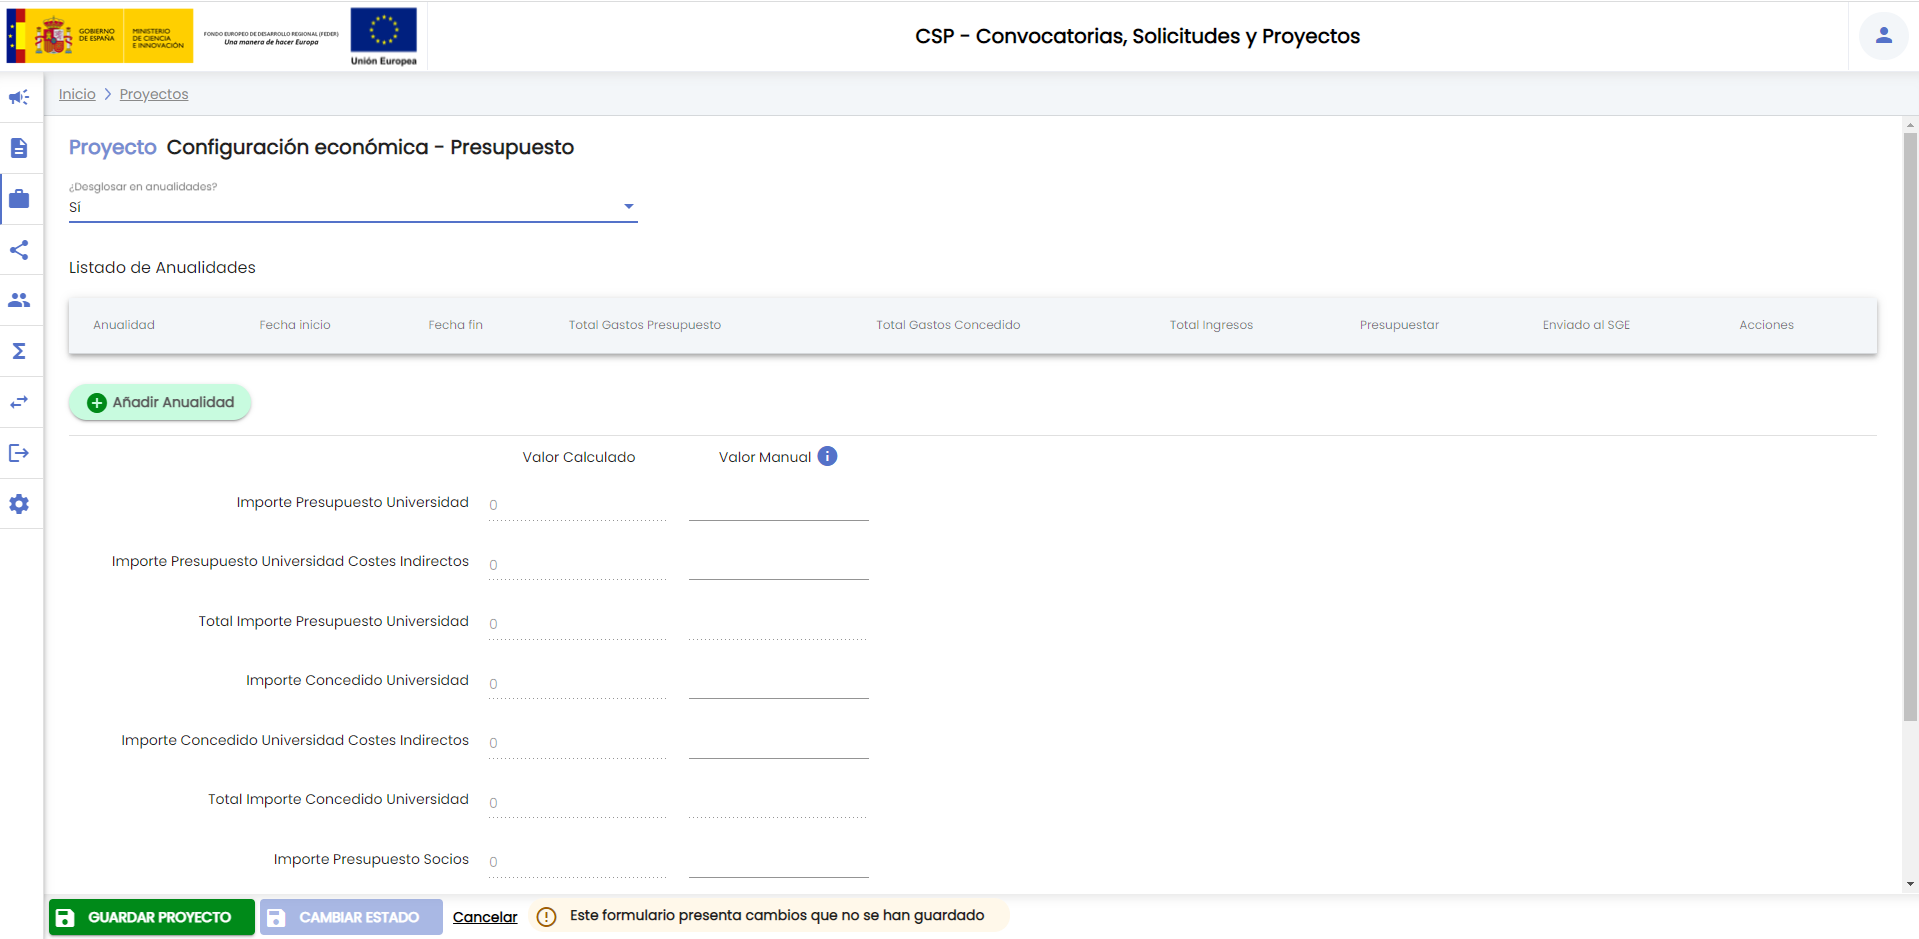 GOBIERNO
DE ESPAÑA
MINISTERIO
DE CIENCIA
E INNOVACIÓN
FONDO EUROPEO DE DESARROLLO REGIONAL (FEDER)
Una manera de hacer Europa
Unión Europea
CSP - Convocatorias, Solicitudes y Proyectos
Inicio > Proyectos
Proyecto Configuración económica - Presupuesto
¿Desglosar en anualidades?
Sí
Listado de Anualidades
Anualidad Fecha inicio Fecha fin Total Gastos Presupuesto Total Gastos Concedido Total Ingresos Presupuestar Enviado al SGE Acciones
Añadir Anualidad
Valor Calculado Valor Manual i
Importe Presupuesto Universidad 0
Importe Presupuesto Universidad Costes Indirectos 0
Total Importe Presupuesto Universidad 0
Importe Concedido Universidad 0
Importe Concedido Universidad Costes Indirectos 0
Total Importe Concedido Universidad 0
Importe Presupuesto Socios 0
GUARDAR PROYECTO CAMBIAR ESTADO Cancelar Este formulario presenta cambios que no se han guardado